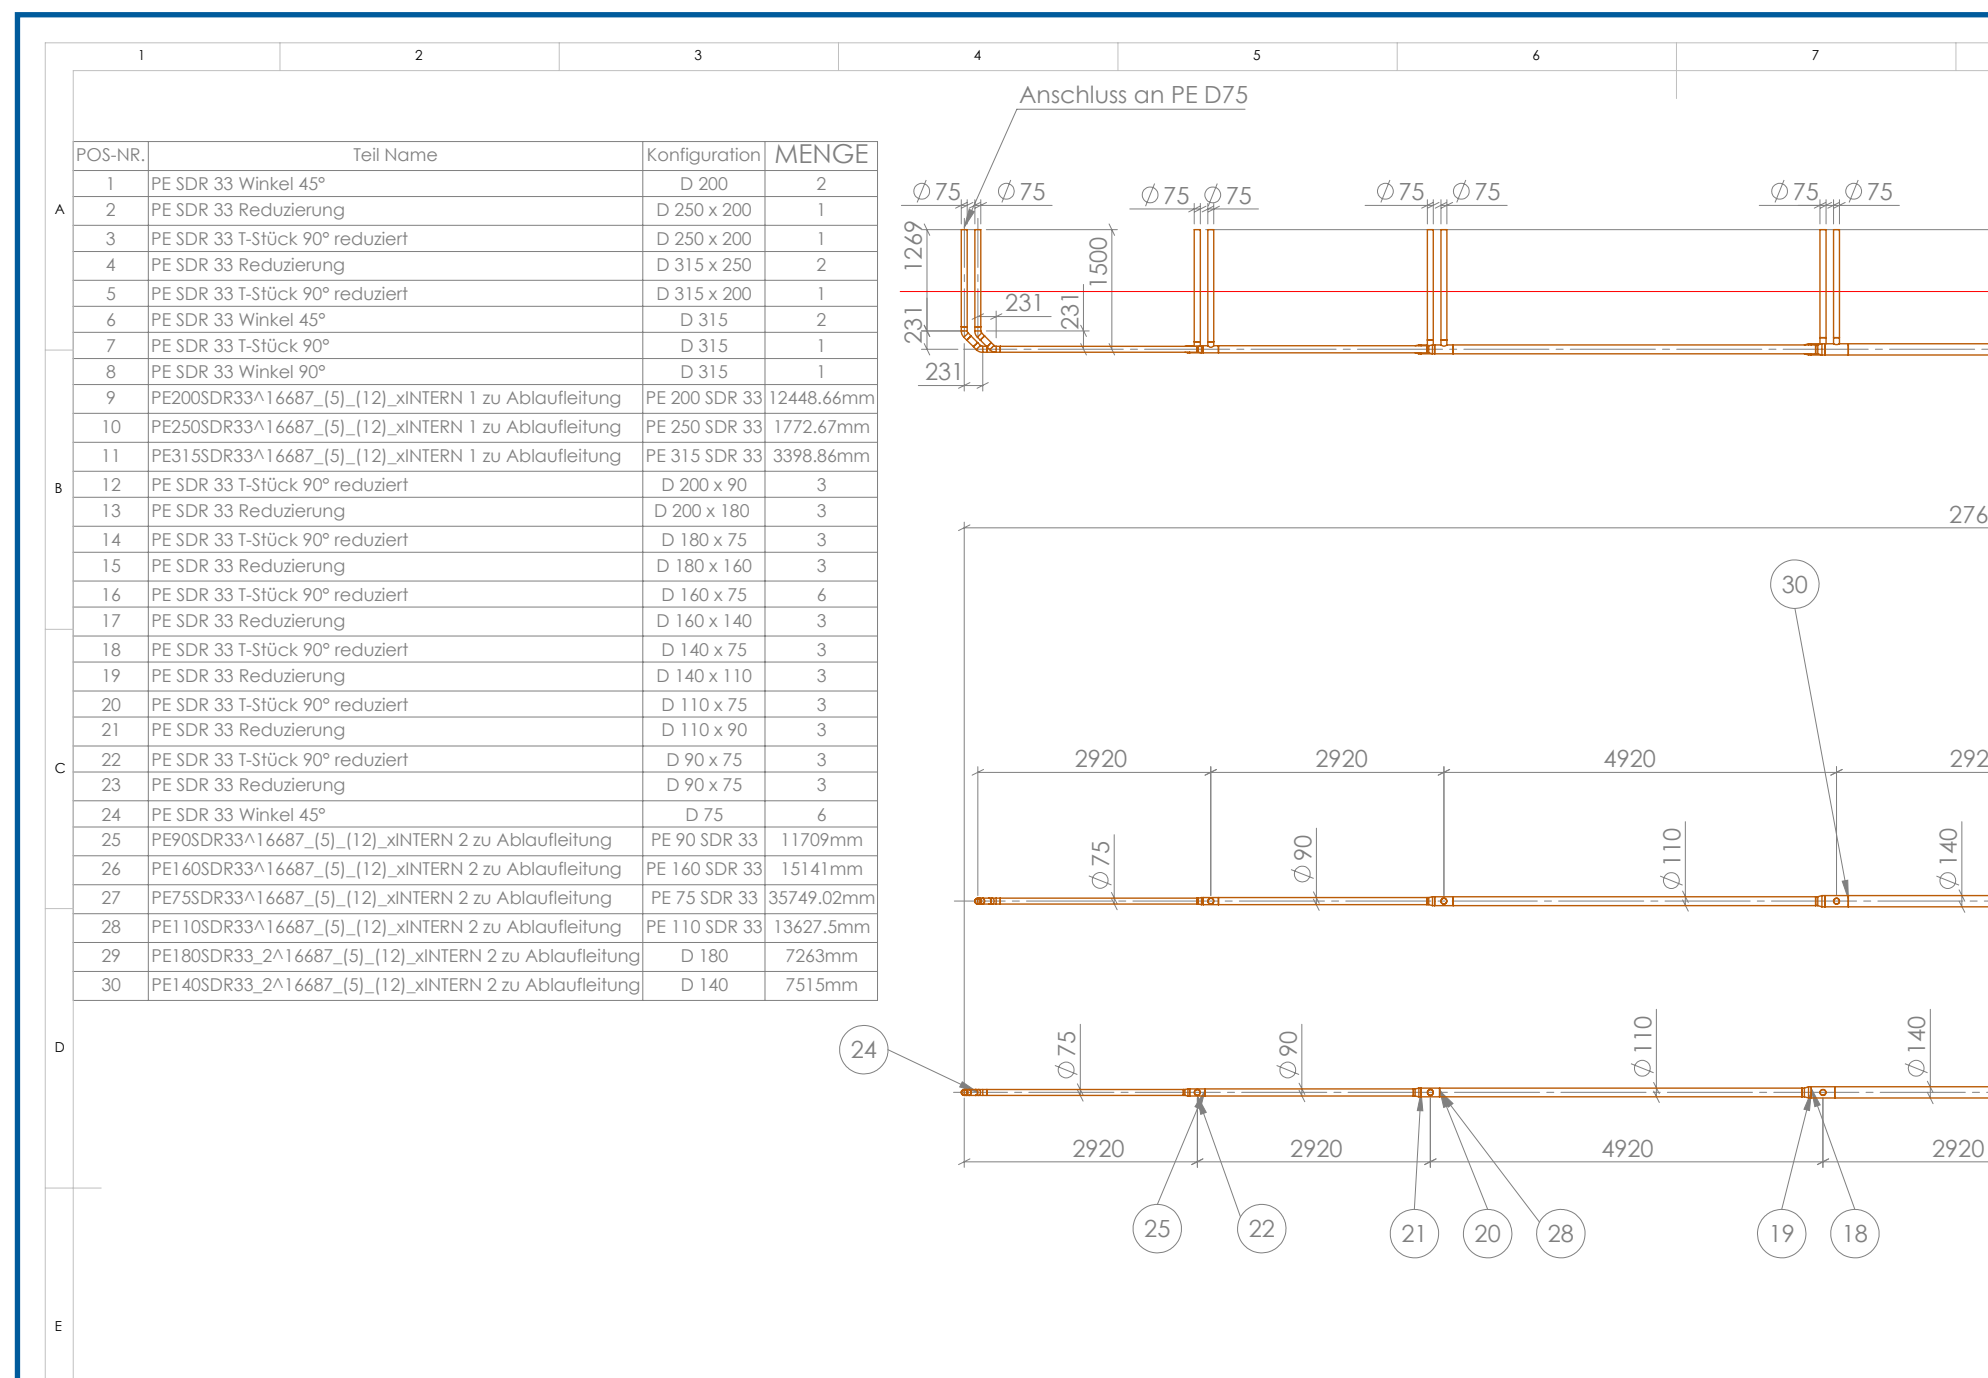 1 2 3 4 5 6 7
Anschluss an PE D75
POS-NR. Teil Name Konfiguration MENGE
1 PE SDR 33 Winkel 45° D 200 2
2 PE SDR 33 Reduzierung D 250 x 200 1
3 PE SDR 33 T-Stück 90° reduziert D 250 x 200 1
4 PE SDR 33 Reduzierung D 315 x 250 2
5 PE SDR 33 T-Stück 90° reduziert D 315 x 200 1
6 PE SDR 33 Winkel 45° D 315 2
7 PE SDR 33 T-Stück 90° D 315 1
8 PE SDR 33 Winkel 90° D 315 1
9 PE200SDR33^16687_(5)_(12)_xINTERN 1 zu Ablaufleitung PE 200 SDR 33 12448.66mm
10 PE250SDR33^16687_(5)_(12)_xINTERN 1 zu Ablaufleitung PE 250 SDR 33 1772.67mm
11 PE315SDR33^16687_(5)_(12)_xINTERN 1 zu Ablaufleitung PE 315 SDR 33 3398.86mm
12 PE SDR 33 T-Stück 90° reduziert D 200 x 90 3
13 PE SDR 33 Reduzierung D 200 x 180 3
14 PE SDR 33 T-Stück 90° reduziert D 180 x 75 3
15 PE SDR 33 Reduzierung D 180 x 160 3
16 PE SDR 33 T-Stück 90° reduziert D 160 x 75 6
17 PE SDR 33 Reduzierung D 160 x 140 3
18 PE SDR 33 T-Stück 90° reduziert D 140 x 75 3
19 PE SDR 33 Reduzierung D 140 x 110 3
20 PE SDR 33 T-Stück 90° reduziert D 110 x 75 3
21 PE SDR 33 Reduzierung D 110 x 90 3
22 PE SDR 33 T-Stück 90° reduziert D 90 x 75 3
23 PE SDR 33 Reduzierung D 90 x 75 3
24 PE SDR 33 Winkel 45° D 75 6
25 PE90SDR33^16687_(5)_(12)_xINTERN 2 zu Ablaufleitung PE 90 SDR 33 11709mm
26 PE160SDR33^16687_(5)_(12)_xINTERN 2 zu Ablaufleitung PE 160 SDR 33 15141mm
27 PE75SDR33^16687_(5)_(12)_xINTERN 2 zu Ablaufleitung PE 75 SDR 33 35749.02mm
28 PE110SDR33^16687_(5)_(12)_xINTERN 2 zu Ablaufleitung PE 110 SDR 33 13627.5mm
29 PE180SDR33_2^16687_(5)_(12)_xINTERN 2 zu Ablaufleitung D 180 7263mm
30 PE140SDR33_2^16687_(5)_(12)_xINTERN 2 zu Ablaufleitung D 140 7515mm
A
B
C
D
E
∅ 75 ∅ 75 ∅ 75 ∅ 75 ∅ 75 ∅ 75 ∅ 75 ∅ 75
1269
1500
231
231
231
231
276
30
2920 2920 4920 292
∅ 75 ∅ 90 ∅ 110 ∅ 140
24
∅ 75 ∅ 90 ∅ 110 ∅ 140
2920 2920 4920 2920
25 22 21 20 28 19 18